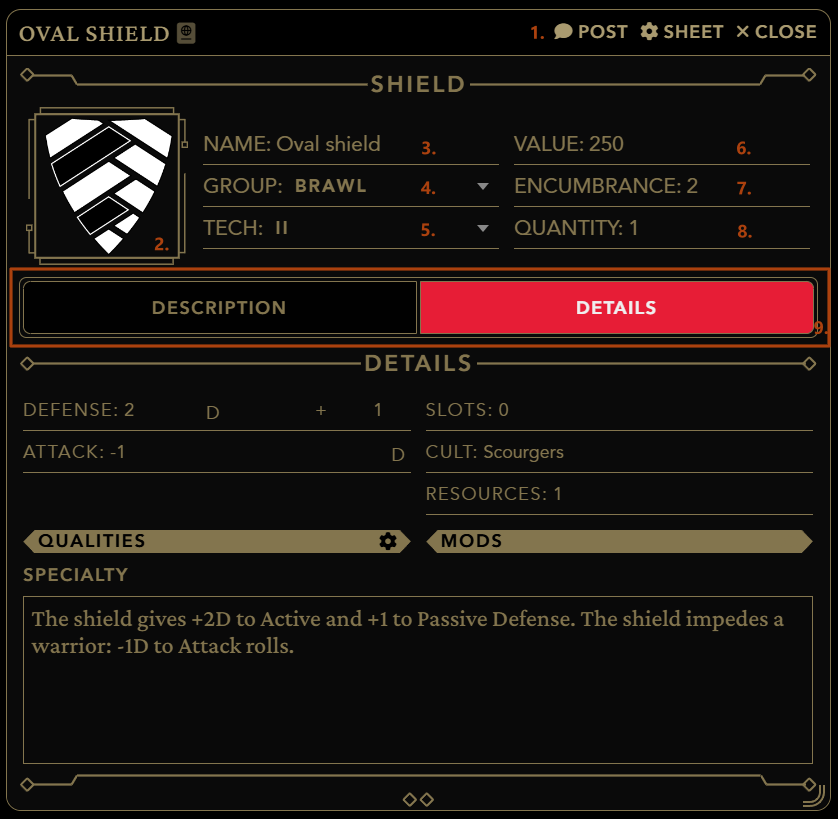 OVAL SHIELD
1. POST SHEET CLOSE
SHIELD
NAME: Oval shield 3.
VALUE: 250 6.
GROUP: BRAWL 4.
ENCUMBRANCE: 2 7.
TECH: II 5.
QUANTITY: 1 8.
2.
DESCRIPTION DETAILS
9.
DETAILS
DEFENSE: 2 D + 1
SLOTS: 0
ATTACK: -1 D
CULT: Scourgers
RESOURCES: 1
QUALITIES
MODS
SPECIALTY
The shield gives +2D to Active and +1 to Passive Defense. The shield impedes a
warrior: -1D to Attack rolls.